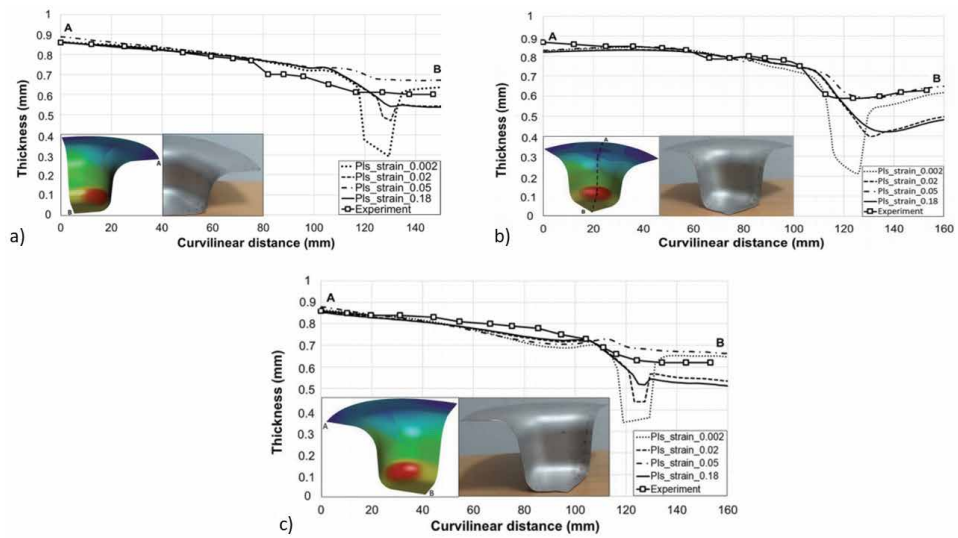 1
0.9
0.8
0.7
0.6
0.5
0.4
0.3
0.2
0.1
0
Thickness (mm)
A
B
A
B
Pls_strain_0.002
Pls_strain_0.02
Pls_strain_0.05
Pls_strain_0.18
Experiment
0 20 40 60 80 100 120 140
Curvilinear distance (mm)
a)
1
0.9
0.8
0.7
0.6
0.5
0.4
0.3
0.2
0.1
0
Thickness (mm)
A
B
A
B
Pls_strain_0.002
Pls_strain_0.02
Pls_strain_0.05
Pls_strain_0.18
Experiment
0 20 40 60 80 100 120 140 160
Curvilinear distance (mm)
b)
1
0.9
0.8
0.7
0.6
0.5
0.4
0.3
0.2
0.1
0
Thickness (mm)
A
B
A
B
Pls_strain_0.002
Pls_strain_0.02
Pls_strain_0.05
Pls_strain_0.18
Experiment
0 20 40 60 80 100 120 140 160
Curvilinear distance (mm)
c)